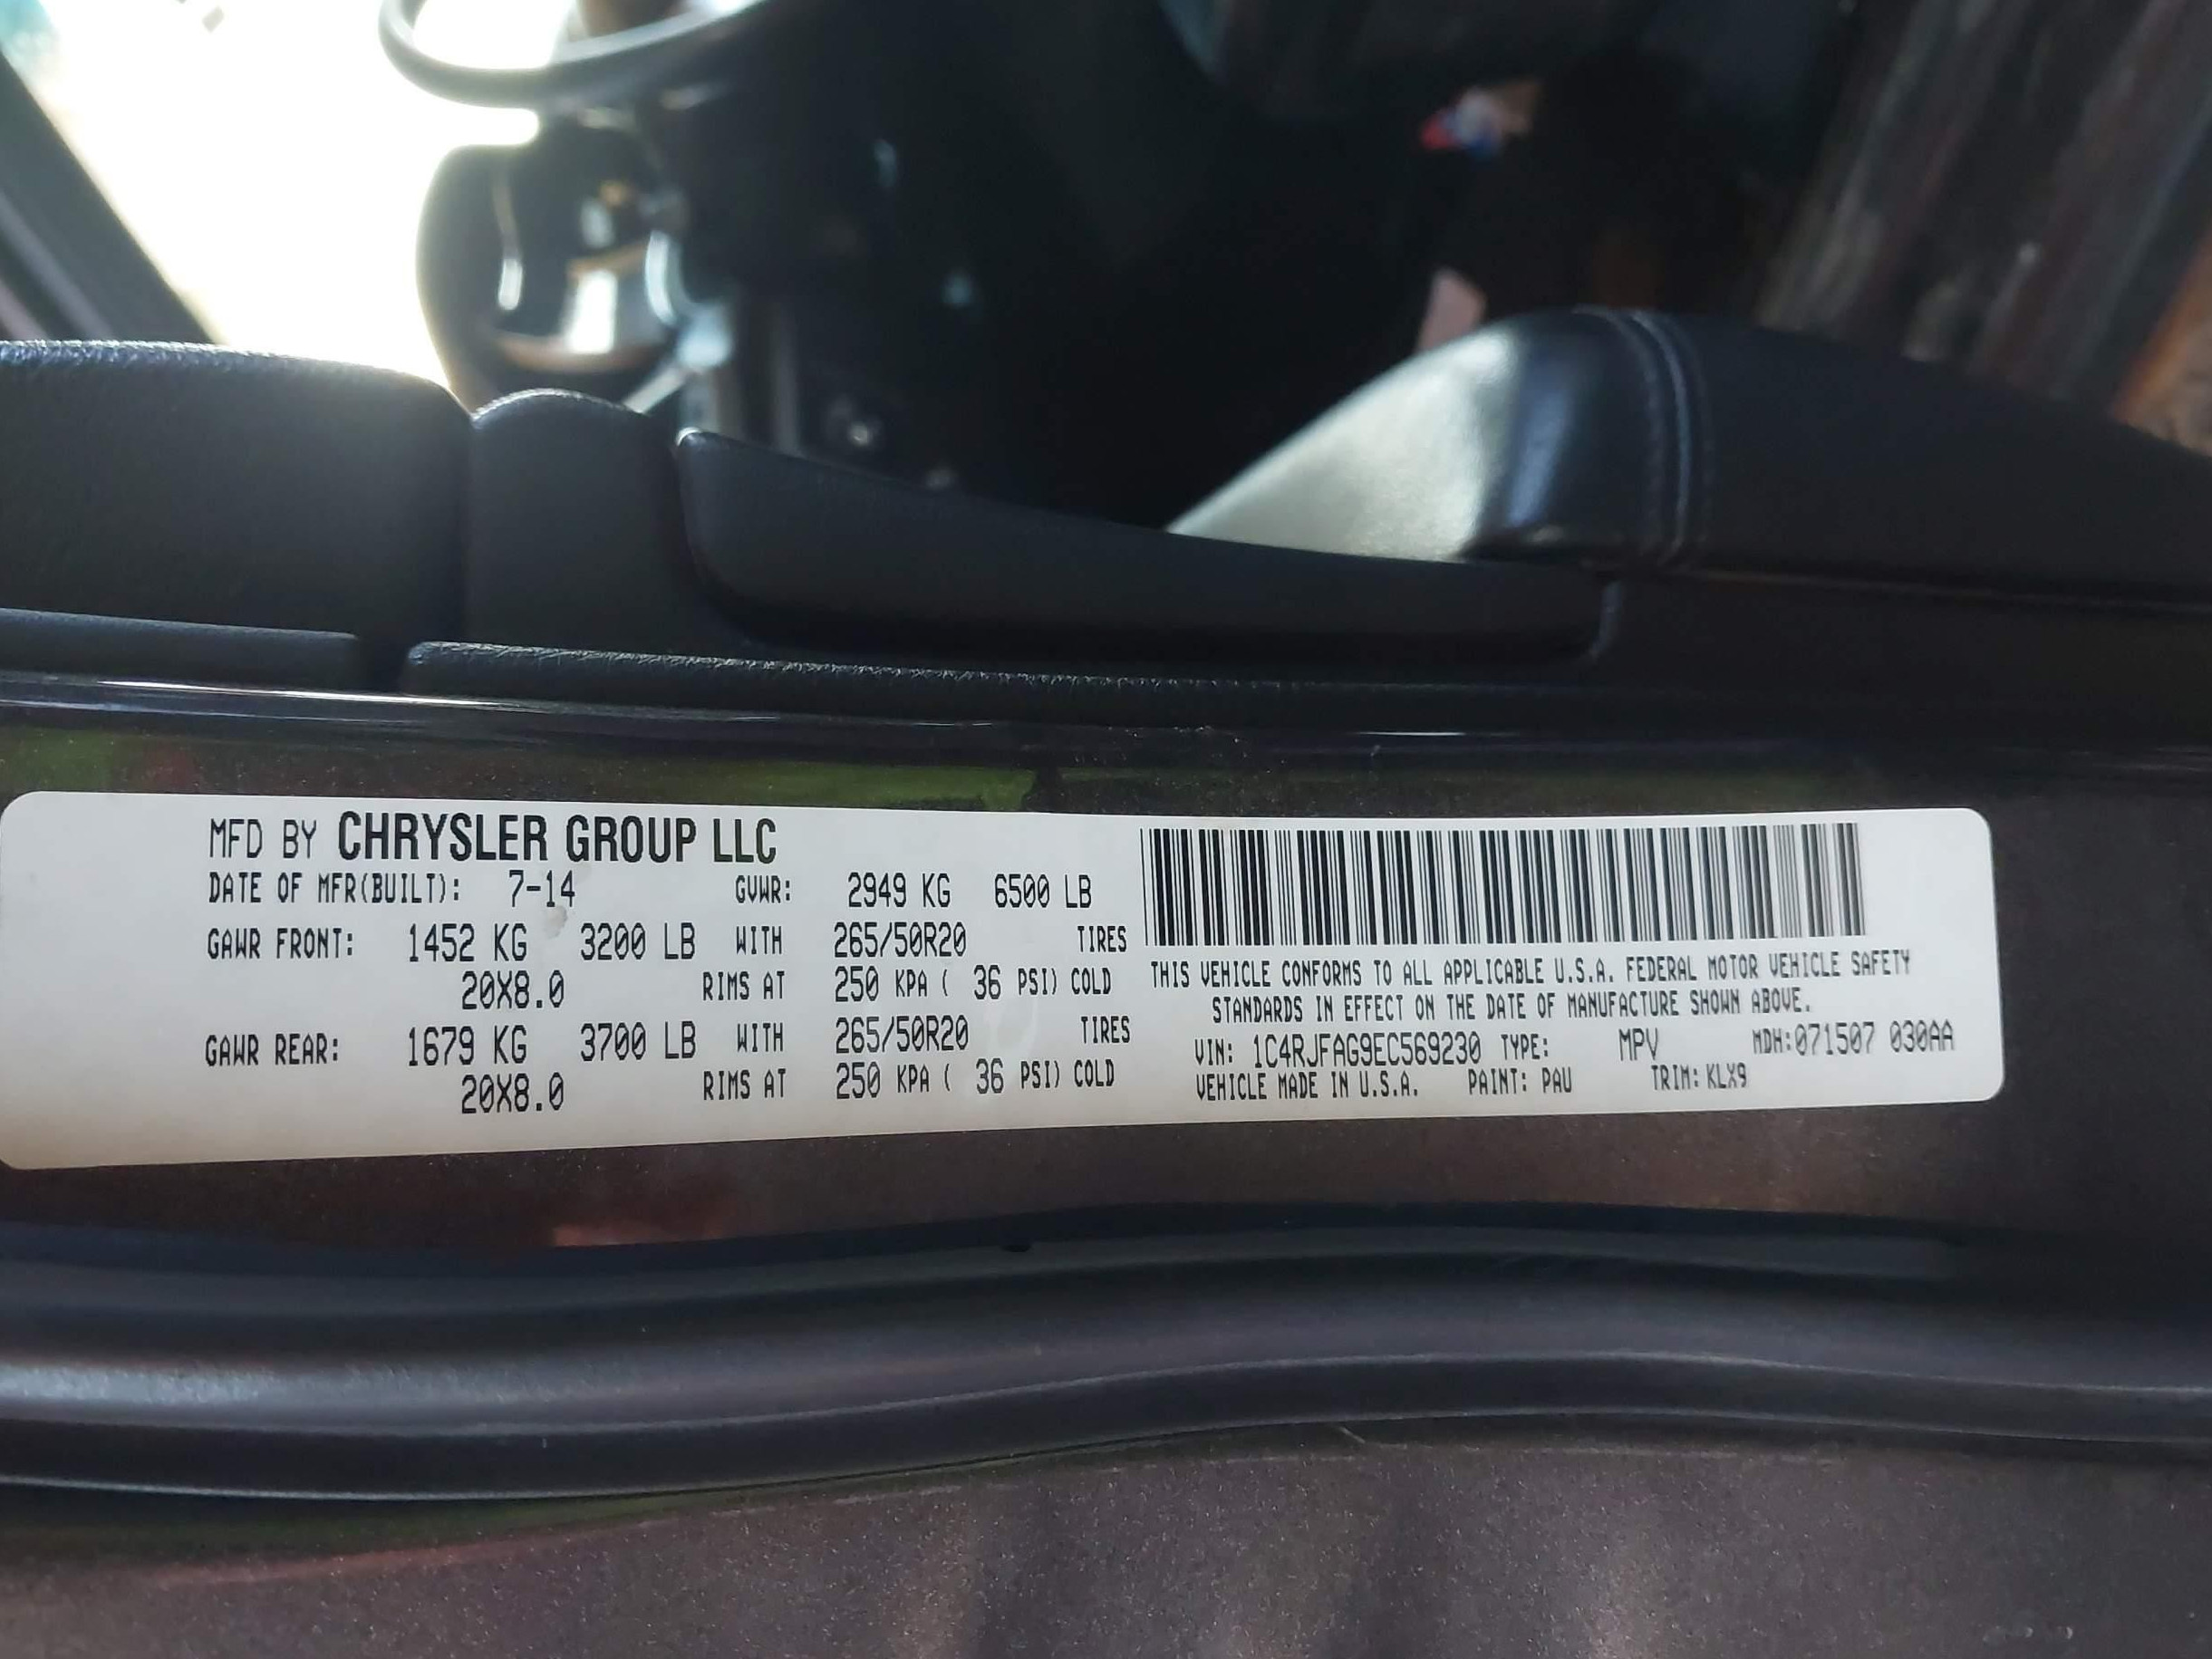 MFD BY CHRYSLER GROUP LLC
DATE OF MFR(BUILT): 7-14 GVWR: 2949 KG 6500 LB
GAWR FRONT: 1452 KG 3200 LB WITH 265/50R20 TIRES
20X8.0 RIMS AT 250 KPA ( 36 PSI) COLD
GAWR REAR: 1679 KG 3700 LB WITH 265/50R20 TIRES
20X8.0 RIMS AT 250 KPA ( 36 PSI) COLD
THIS VEHICLE CONFORMS TO ALL APPLICABLE U.S.A. FEDERAL MOTOR VEHICLE SAFETY
STANDARDS IN EFFECT ON THE DATE OF MANUFACTURE SHOWN ABOVE.
VIN: 1C4RJFAG9EC569230 TYPE: MPV MDH:071507 030AA
VEHICLE MADE IN U.S.A. PAINT: PAU TRIM: KLX9